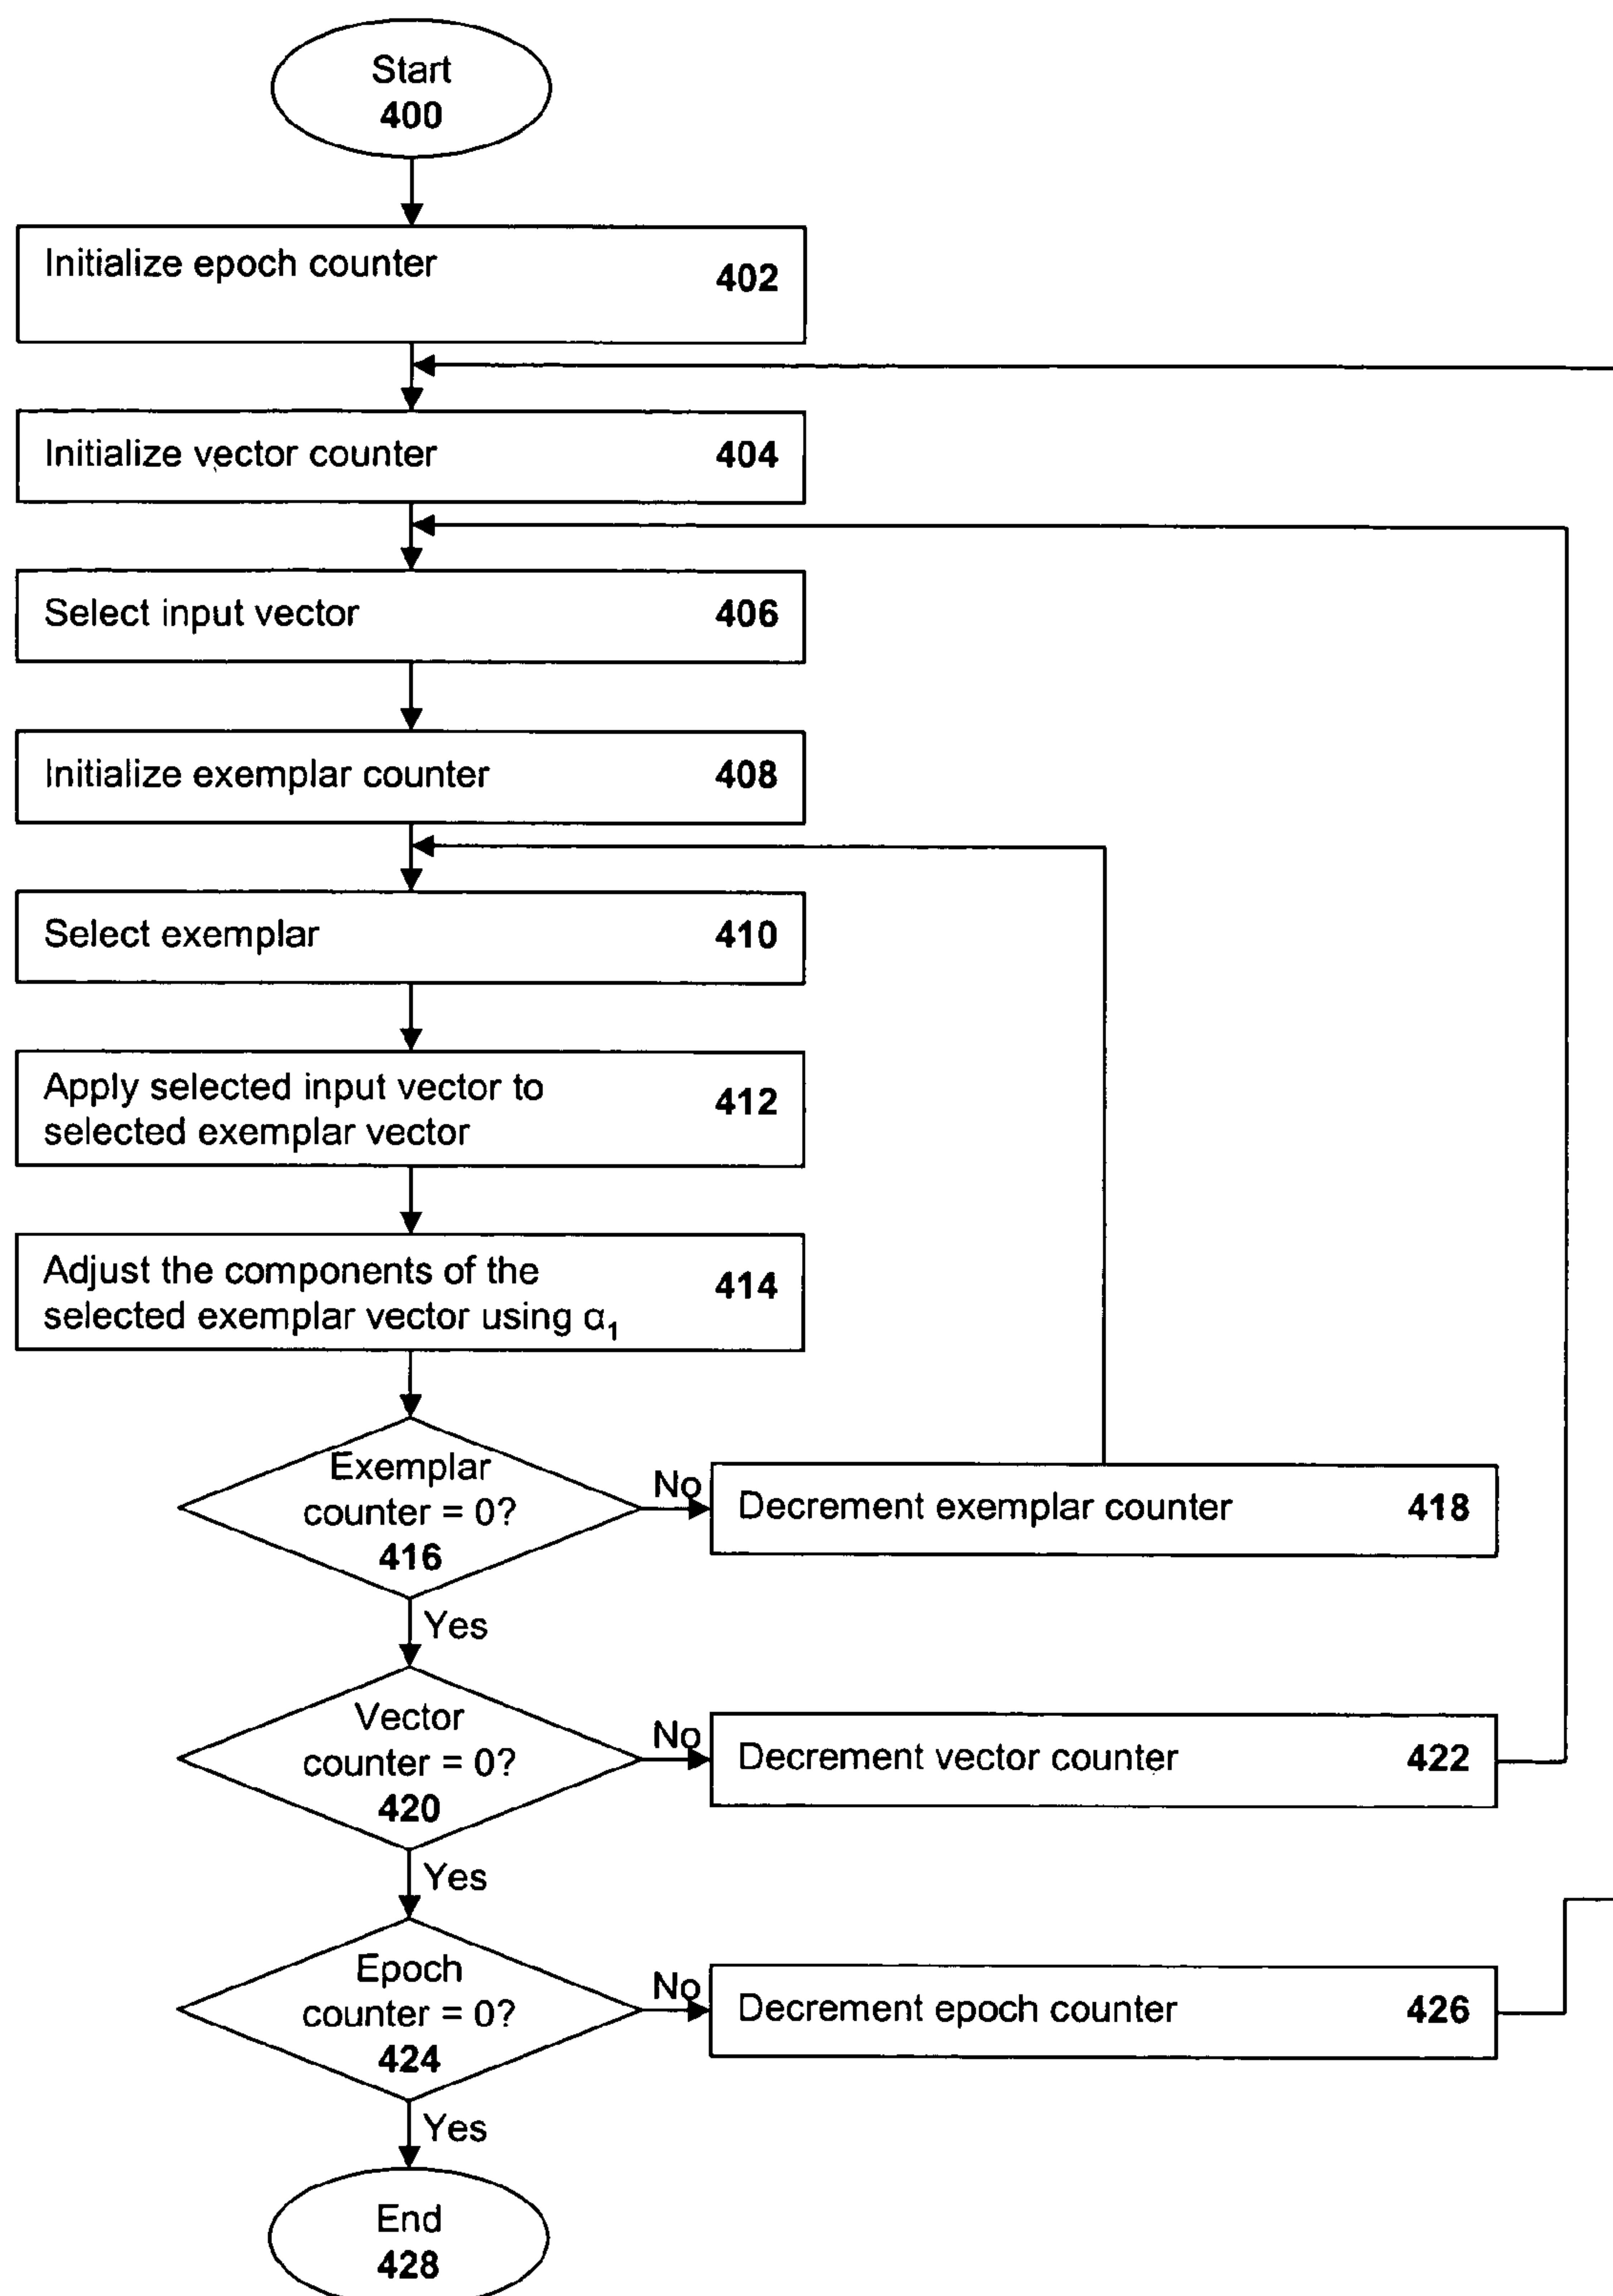 Start
400
Initialize epoch counter 402
Initialize vector counter 404
Select input vector 406
Initialize exemplar counter 408
Select exemplar 410
Apply selected input vector to 412
selected exemplar vector
Adjust the components of the 414
selected exemplar vector using α₁
Exemplar
counter = 0?
416
No
Decrement exemplar counter 418
Yes
Vector
counter = 0?
420
No
Decrement vector counter 422
Yes
Epoch
counter = 0?
424
No
Decrement epoch counter 426
Yes
End
428